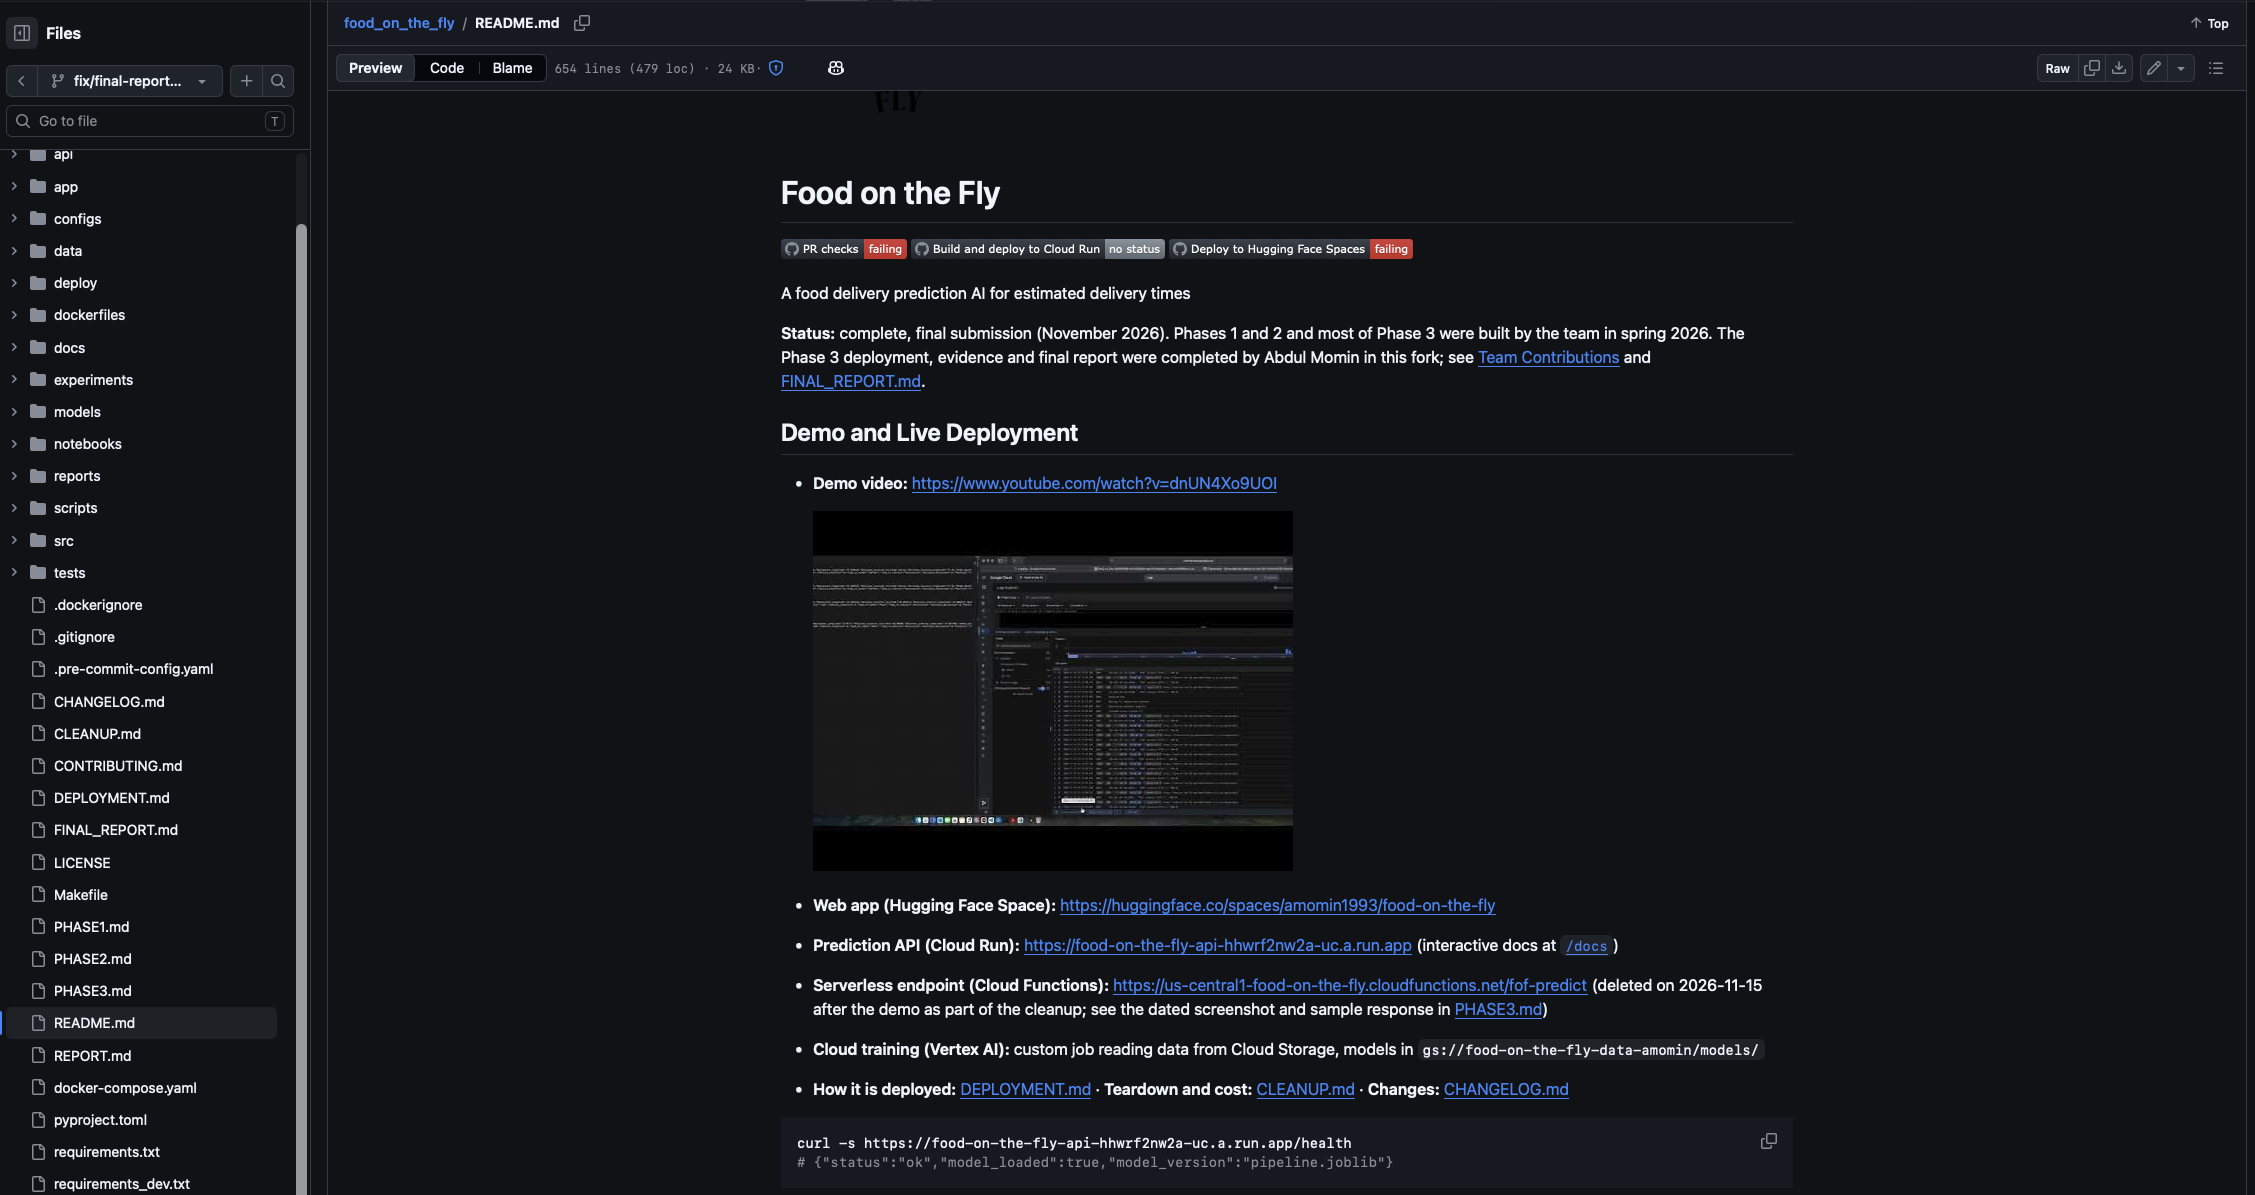 Files
fix/final-report...
Go to file
T
api
app
configs
data
deploy
dockerfiles
docs
experiments
models
notebooks
reports
scripts
src
tests
.dockerignore
.gitignore
.pre-commit-config.yaml
CHANGELOG.md
CLEANUP.md
CONTRIBUTING.md
DEPLOYMENT.md
FINAL_REPORT.md
LICENSE
Makefile
PHASE1.md
PHASE2.md
PHASE3.md
README.md
REPORT.md
docker-compose.yaml
pyproject.toml
requirements.txt
requirements_dev.txt
food_on_the_fly / README.md
Top
Preview Code Blame 654 lines (479 loc) · 24 KB·
Raw
FLY
Food on the Fly
PR checks failing Build and deploy to Cloud Run no status Deploy to Hugging Face Spaces failing
A food delivery prediction AI for estimated delivery times
Status: complete, final submission (November 2026). Phases 1 and 2 and most of Phase 3 were built by the team in spring 2026. The
Phase 3 deployment, evidence and final report were completed by Abdul Momin in this fork; see Team Contributions and
FINAL_REPORT.md.
Demo and Live Deployment
Demo video: https://www.youtube.com/watch?v=dnUN4Xo9UOI
Web app (Hugging Face Space): https://huggingface.co/spaces/amomin1993/food-on-the-fly
Prediction API (Cloud Run): https://food-on-the-fly-api-hhwrf2nw2a-uc.a.run.app (interactive docs at /docs )
Serverless endpoint (Cloud Functions): https://us-central1-food-on-the-fly.cloudfunctions.net/fof-predict (deleted on 2026-11-15
after the demo as part of the cleanup; see the dated screenshot and sample response in PHASE3.md)
Cloud training (Vertex AI): custom job reading data from Cloud Storage, models in gs://food-on-the-fly-data-amomin/models/
How it is deployed: DEPLOYMENT.md · Teardown and cost: CLEANUP.md · Changes: CHANGELOG.md
curl -s https://food-on-the-fly-api-hhwrf2nw2a-uc.a.run.app/health
# {"status":"ok","model_loaded":true,"model_version":"pipeline.joblib"}